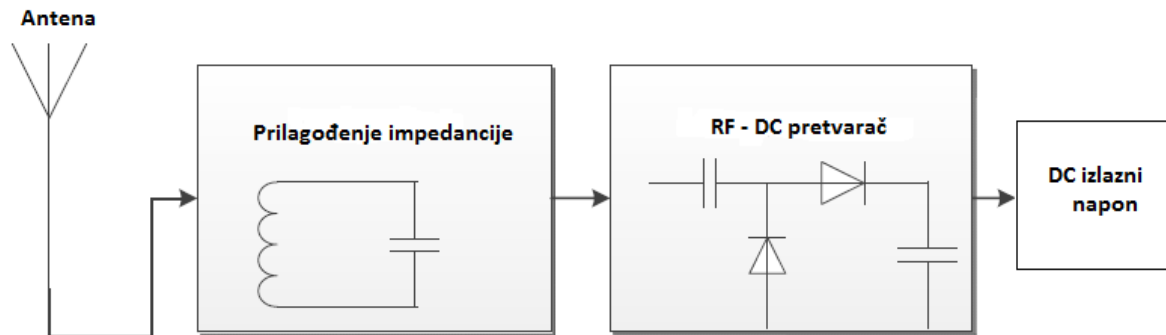 Antena
Prilagođenje impedancije
RF - DC pretvarač
DC izlazni
napon